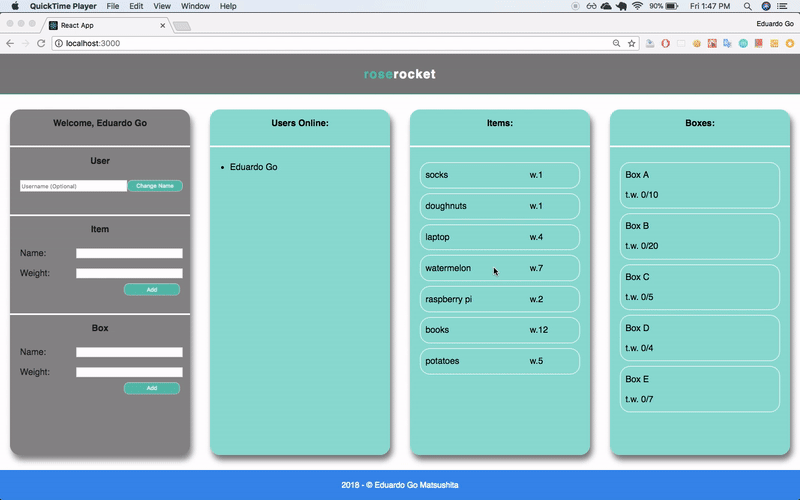 QuickTime Player File Edit View Window Help 90% Fri 1:47 PM Eduardo Go
React App
Eduardo Go
localhost:3000
roserocket
Welcome, Eduardo Go
User
Username (Optional) Change Name
Item
Name:
Weight:
Add
Box
Name:
Weight:
Add
Users Online:
Eduardo Go
Items:
socks w.1
doughnuts w.1
laptop w.4
watermelon w.7
raspberry pi w.2
books w.12
potatoes w.5
Boxes:
Box A
t.w. 0/10
Box B
t.w. 0/20
Box C
t.w. 0/5
Box D
t.w. 0/4
Box E
t.w. 0/7
2018 - © Eduardo Go Matsushita